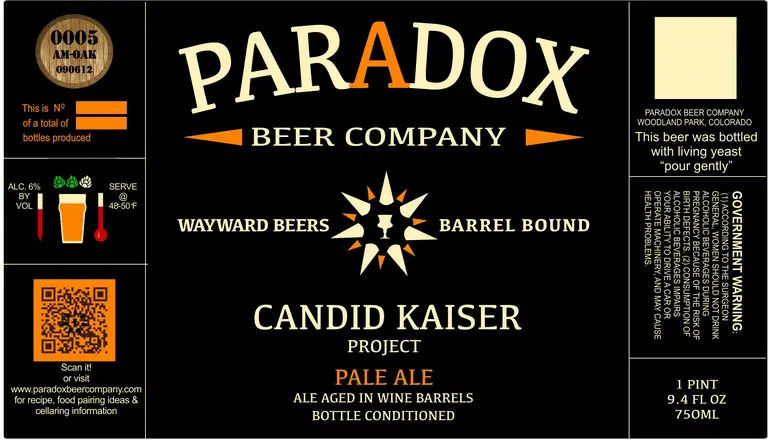 0005
AM-OAK
090612
This is Nº
of a total of
bottles produced
ALC. 6%
BY
VOL
SERVE
@
48-50°F
Scan it!
or visit
www.paradoxbeercompany.com
for recipe, food pairing ideas &
cellaring information
PARADOX
BEER COMPANY
WAYWARD BEERS
BARREL BOUND
CANDID KAISER
PROJECT
PALE ALE
ALE AGED IN WINE BARRELS
BOTTLE CONDITIONED
PARADOX BEER COMPANY
WOODLAND PARK, COLORADO
This beer was bottled
with living yeast
“pour gently”
GOVERNMENT WARNING:
(1) ACCORDING TO THE SURGEON
GENERAL, WOMEN SHOULD NOT DRINK
ALCOHOLIC BEVERAGES DURING
PREGNANCY BECAUSE OF THE RISK OF
BIRTH DEFECTS. (2) CONSUMPTION OF
ALCOHOLIC BEVERAGES IMPAIRS
YOUR ABILITY TO DRIVE A CAR OR
OPERATE MACHINERY, AND MAY CAUSE
HEALTH PROBLEMS.
1 PINT
9.4 FL OZ
750ML